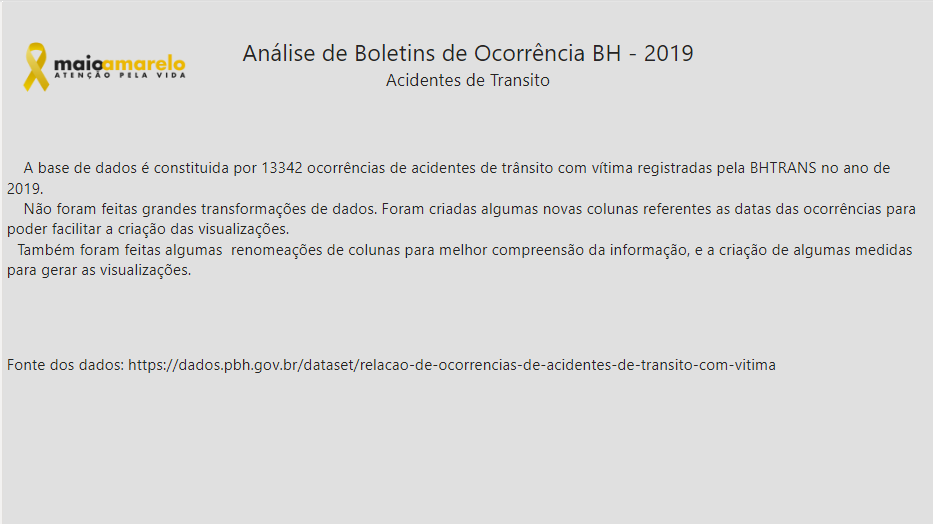 maioamarelo
ATENÇÃO PELA VIDA
Análise de Boletins de Ocorrência BH - 2019
Acidentes de Transito
A base de dados é constituida por 13342 ocorrências de acidentes de trânsito com vítima registradas pela BHTRANS no ano de
2019.
Não foram feitas grandes transformações de dados. Foram criadas algumas novas colunas referentes as datas das ocorrências para
poder facilitar a criação das visualizações.
Também foram feitas algumas  renomeações de colunas para melhor compreensão da informação, e a criação de algumas medidas
para gerar as visualizações.
Fonte dos dados: https://dados.pbh.gov.br/dataset/relacao-de-ocorrencias-de-acidentes-de-transito-com-vitima